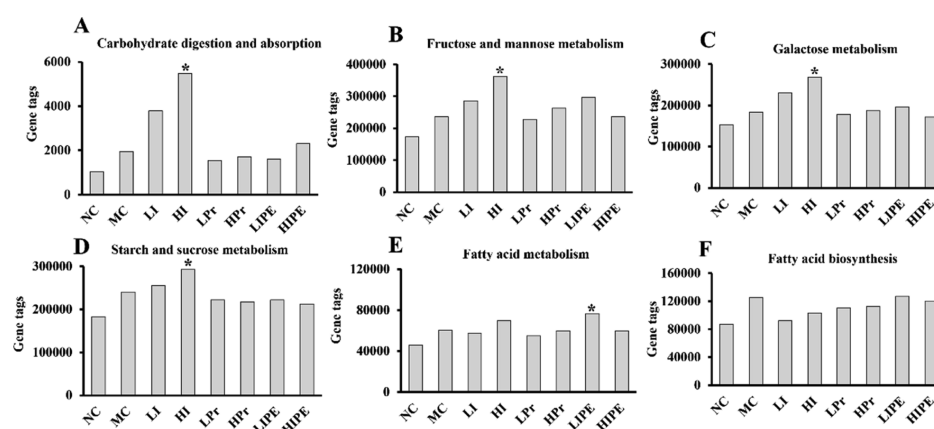 A
Carbohydrate digestion and absorption
Gene tags
6000
4000
2000
0
*
NC MC LI HI LPr HPr LIPE HIPE
B
Fructose and mannose metabolism
Gene tags
400000
300000
200000
100000
0
*
NC MC LI HI LPr HPr LIPE HIPE
C
Galactose metabolism
Gene tags
300000
200000
100000
0
*
NC MC LI HI LPr HPr LIPE HIPE
D
Starch and sucrose metabolism
Gene tags
300000
200000
100000
0
*
NC MC LI HI LPr HPr LIPE HIPE
E
Fatty acid metabolism
Gene tags
120000
80000
40000
0
*
NC MC LI HI LPr HPr LIPE HIPE
F
Fatty acid biosynthesis
Gene tags
160000
120000
80000
40000
0
NC MC LI HI LPr HPr LIPE HIPE